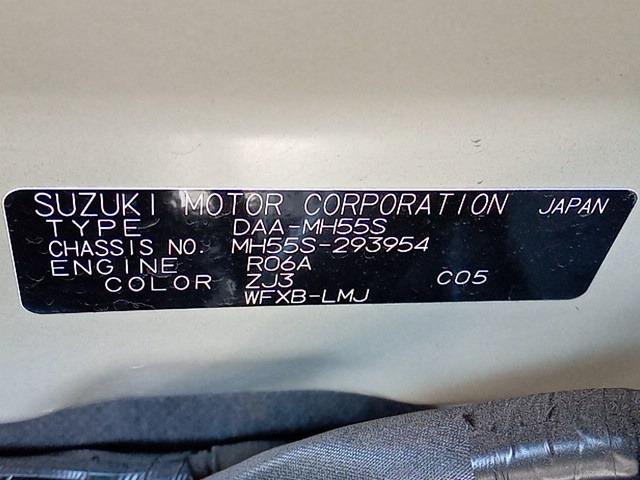 SUZUKI MOTOR CORPORATION JAPAN
TYPE DAA-MH55S
CHASSIS NO. MH55S-293954
ENGINE R06A
COLOR ZJ3 C05
WFXB-LMJ